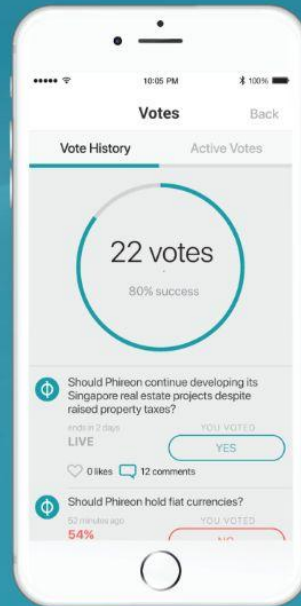 10:05 PM 100%
Votes Back
Vote History Active Votes
22 votes
80% success
Should Phireon continue developing its
Singapore real estate projects despite
raised property taxes?
ends in 2 days YOU VOTED
LIVE YES
0 likes 12 comments
Should Phireon hold fiat currencies?
52 minutes ago YOU VOTED
54% NO